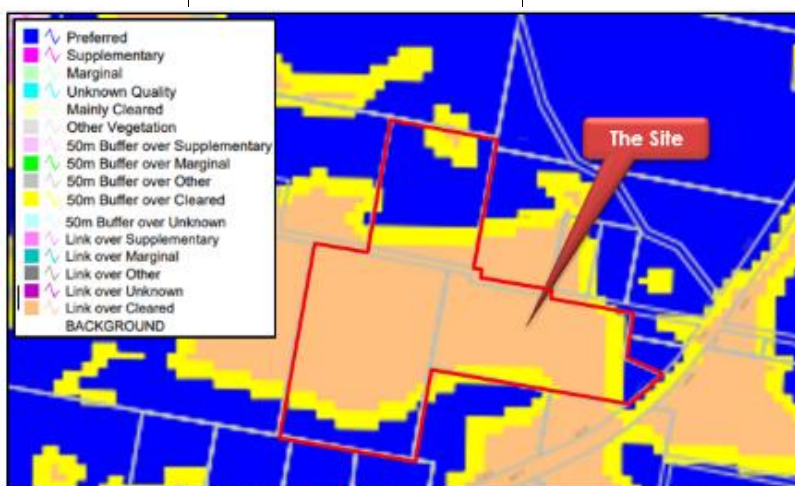 Preferred
Supplementary
Marginal
Unknown Quality
Mainly Cleared
Other Vegetation
50m Buffer over Supplementary
50m Buffer over Marginal
50m Buffer over Other
50m Buffer over Cleared
50m Buffer over Unknown
Link over Supplementary
Link over Marginal
Link over Other
Link over Unknown
Link over Cleared
BACKGROUND
The Site